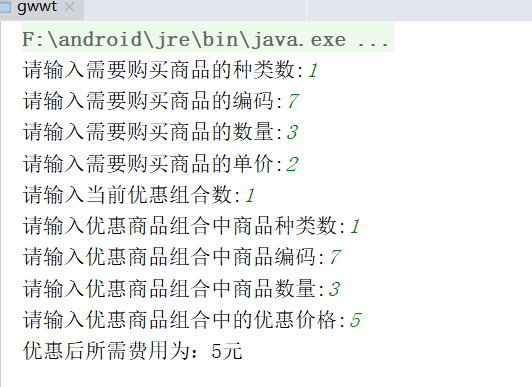 gwwt
F:\android\jre\bin\java.exe ...
请输入需要购买商品的种类数:1
请输入需要购买商品的编码:7
请输入需要购买商品的数量:3
请输入需要购买商品的单价:2
请输入当前优惠组合数:1
请输入优惠商品组合中商品种类数:1
请输入优惠商品组合中商品编码:7
请输入优惠商品组合中商品数量:3
请输入优惠商品组合中的优惠价格:5
优惠后所需费用为：5元